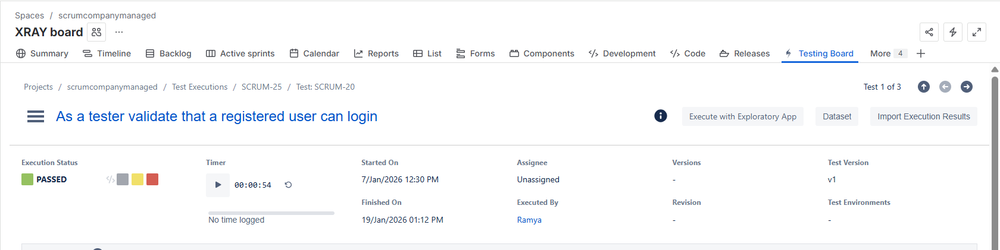 Spaces / scrumcompanymanaged
XRAY board ...
Summary Timeline Backlog Active sprints Calendar Reports List Forms Components Development Code Releases Testing Board More 4
Projects / scrumcompanymanaged / Test Executions / SCRUM-25 / Test: SCRUM-20 Test 1 of 3
As a tester validate that a registered user can login Execute with Exploratory App Dataset Import Execution Results
Execution Status Timer Started On Assignee Versions Test Version
PASSED 00:00:54 7/Jan/2026 12:30 PM Unassigned - v1
Finished On Executed By Revision Test Environments
No time logged 19/Jan/2026 01:12 PM Ramya - -